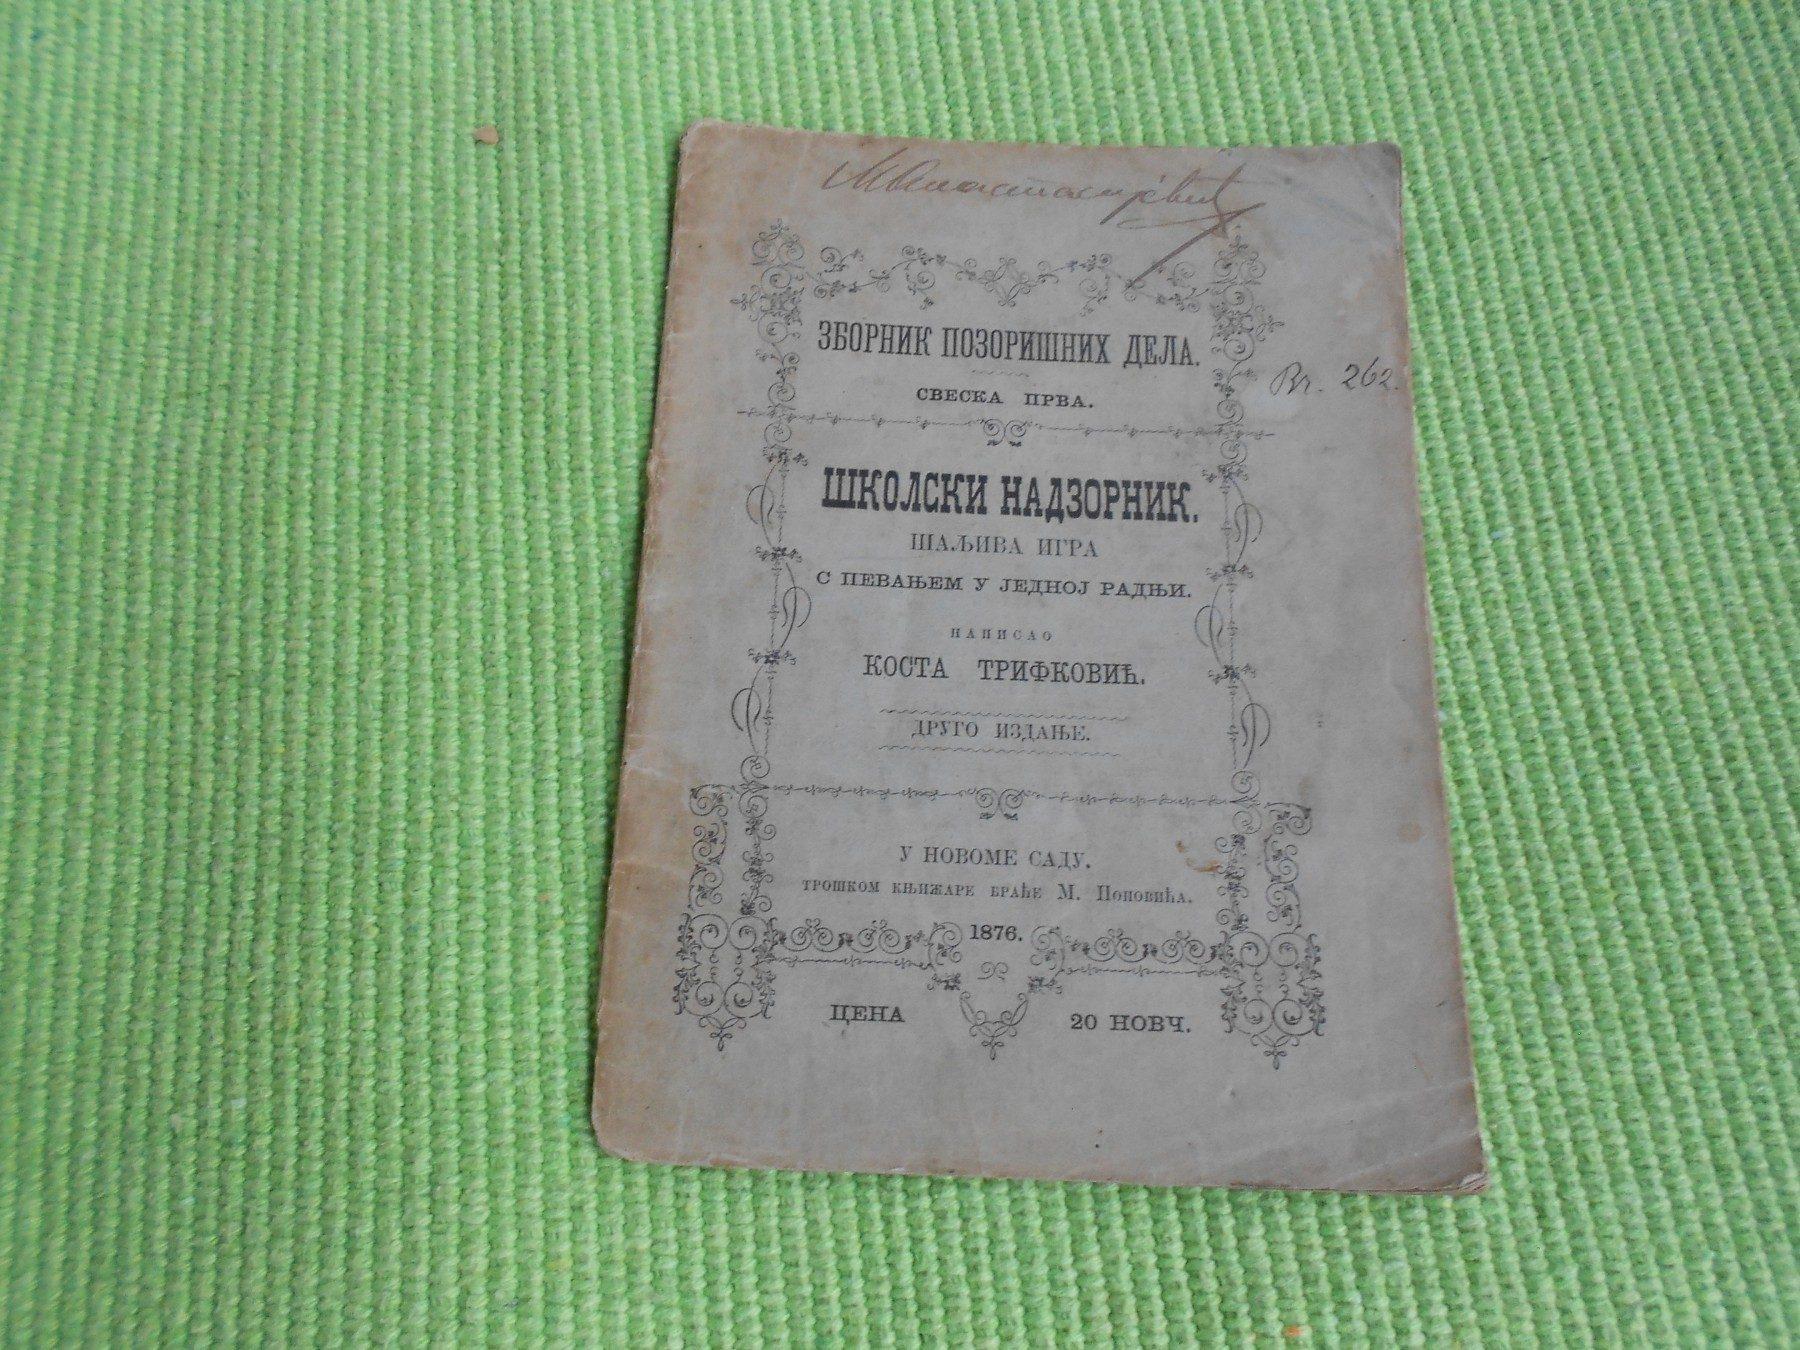 ЗБОРНИК ПОЗОРИШНИХ ДЕЛА.
СВЕСКА ПРВА.
Br. 262.
ШКОЛСКИ НАДЗОРНИК.
ШАЉИВА ИГРА
С ПЕВАЊЕМ У ЈЕДНОЈ РАДЊИ.
НАПИСАО
КОСТА ТРИФКОВИЋ.
ДРУГО ИЗДАЊЕ.
У НОВОМЕ САДУ.
ТРОШКОМ КЊИЖАРЕ БРАЋЕ М. ПОПОВИЋА.
1876.
ЦЕНА 20 НОВЧ.